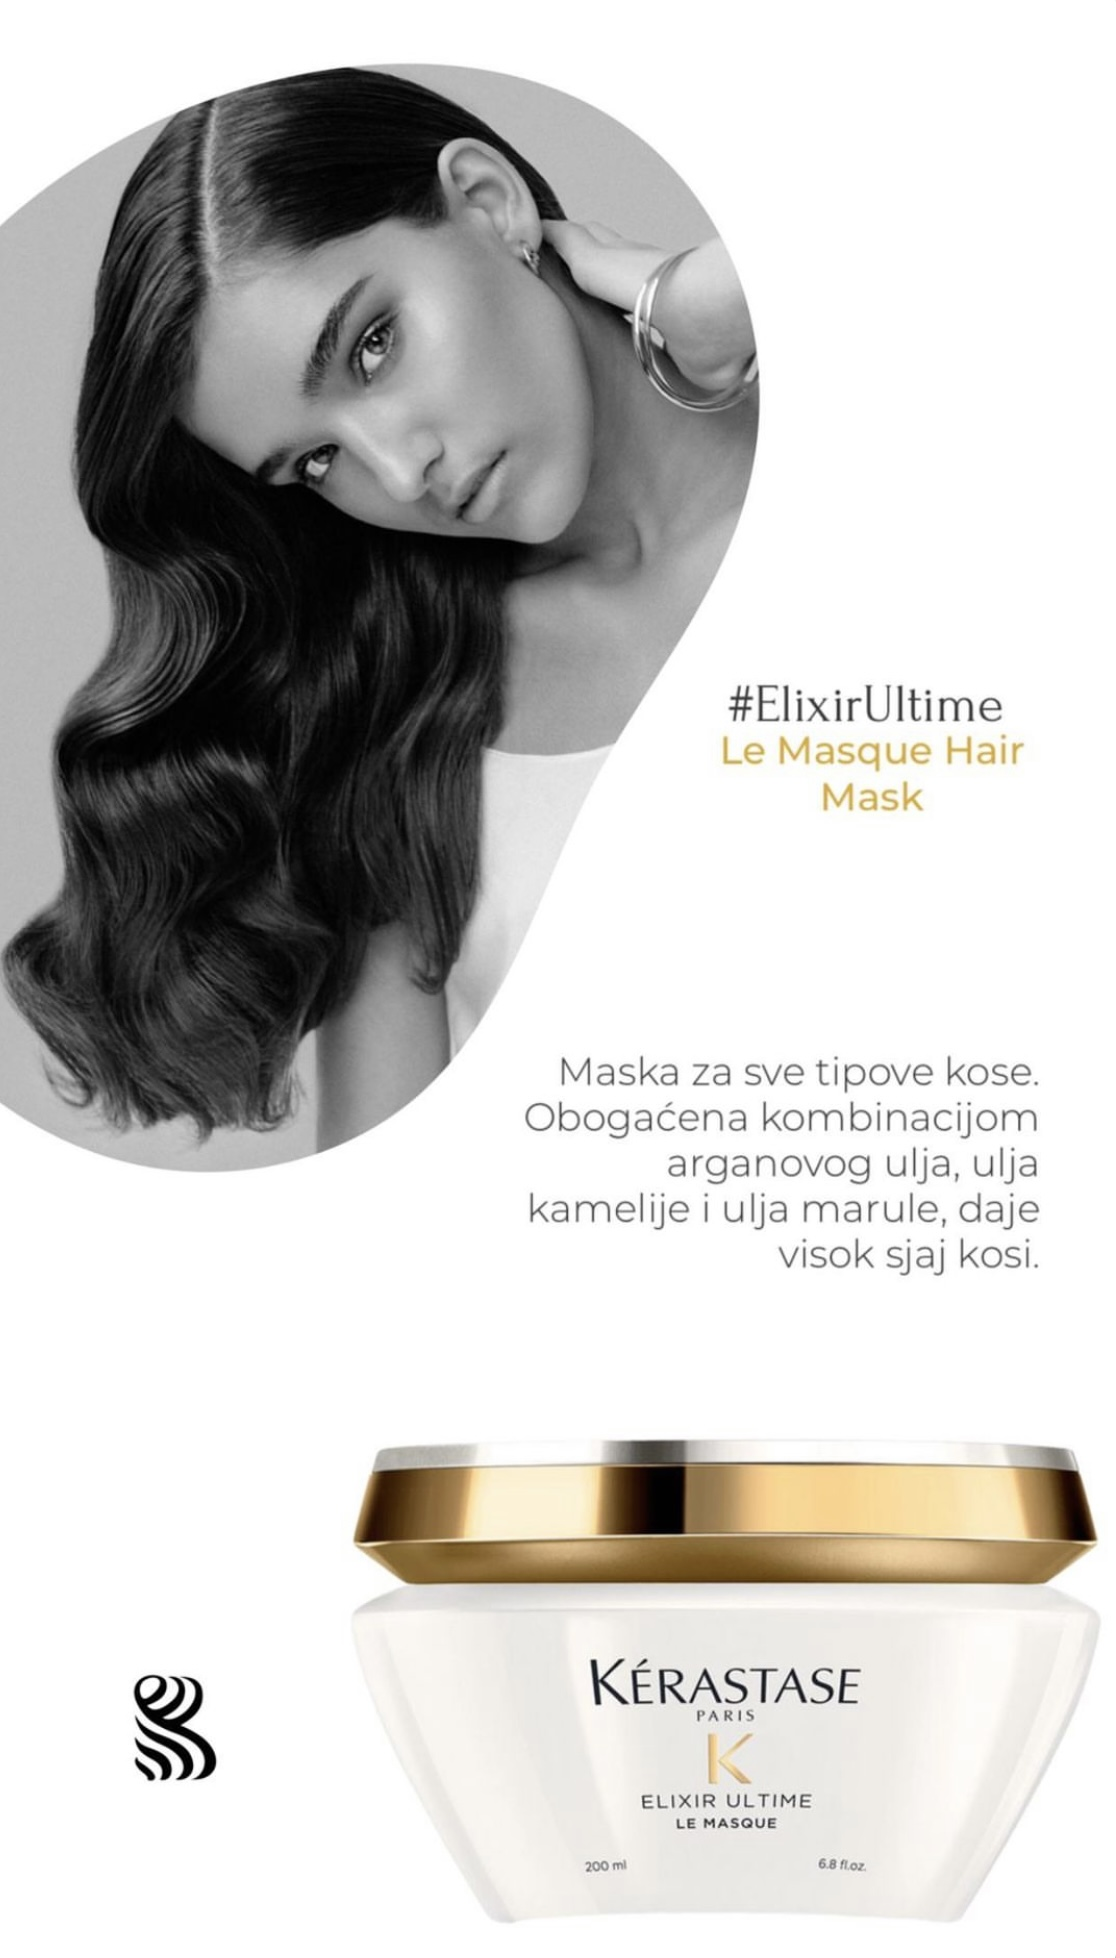 #ElixirUltime
Le Masque Hair
Mask
Maska za sve tipove kose.
Obogaćena kombinacijom
arganovog ulja, ulja
kamelije i ulja marule, daje
visok sjaj kosi.
KÉRASTASE
PARIS
K
ELIXIR ULTIME
LE MASQUE
200 ml 6.8 fl.oz.